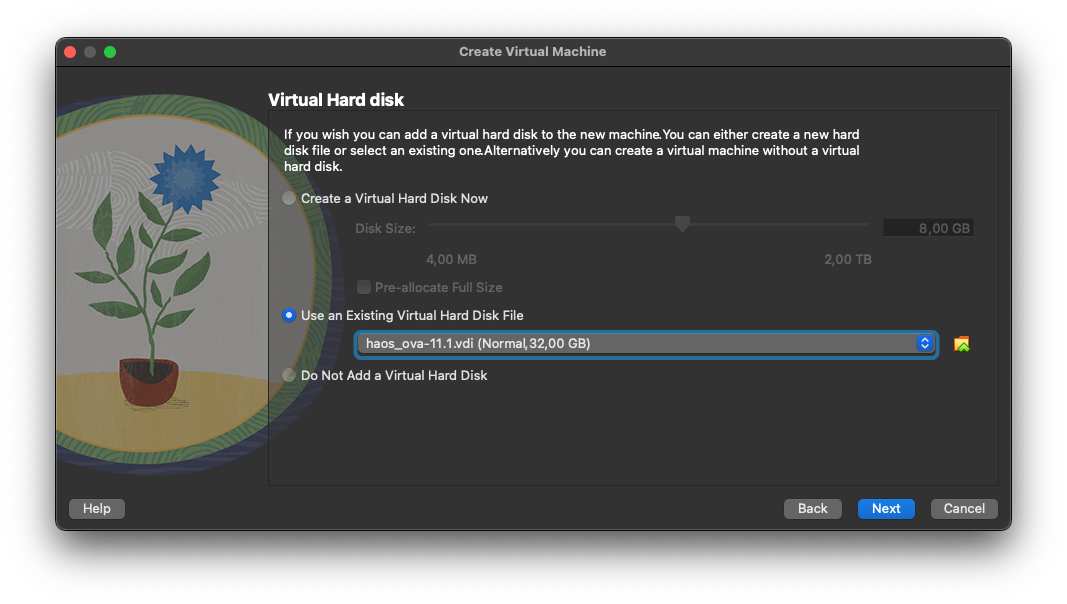 Create Virtual Machine
Virtual Hard disk
If you wish you can add a virtual hard disk to the new machine.You can either create a new hard
disk file or select an existing one.Alternatively you can create a virtual machine without a virtual
hard disk.
Create a Virtual Hard Disk Now
Disk Size:
8,00 GB
4,00 MB
2,00 TB
Pre-allocate Full Size
Use an Existing Virtual Hard Disk File
haos_ova-11.1.vdi (Normal,32,00 GB)
Do Not Add a Virtual Hard Disk
Help
Back
Next
Cancel